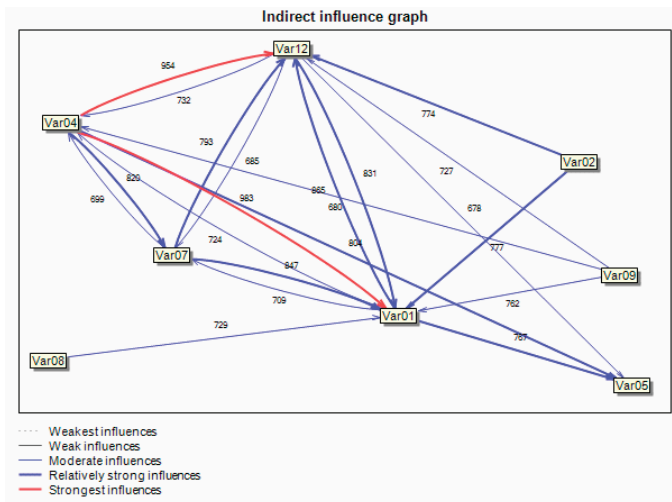 Indirect influence graph
Var12
954
732
774
Var04
793
831
Var02
820
685
727
699
865
983
680
678
724
804
777
Var07
847
Var09
709
762
Var01
729
767
Var08
Var05
Weakest influences
Weak influences
Moderate influences
Relatively strong influences
Strongest influences